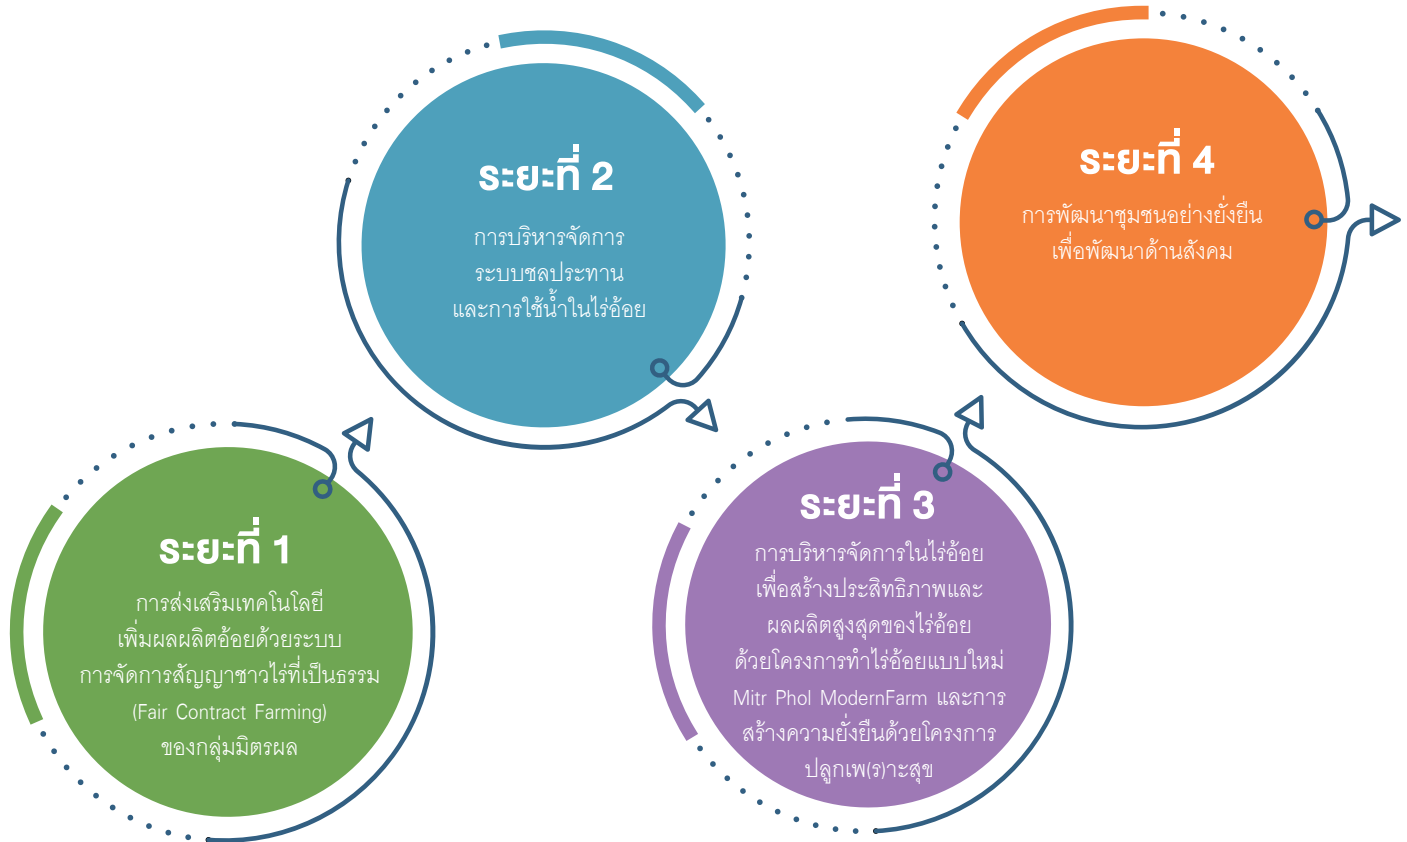 ระยะที่ 1
การส่งเสริมเทคโนโลยี
เพิ่มผลผลิตอ้อยด้วยระบบ
การจัดการสัญญาชาวไร่ที่เป็นธรรม
(Fair Contract Farming)
ของกลุ่มมิตรผล
ระยะที่ 2
การบริหารจัดการ
ระบบชลประทาน
และการใช้น้ำในไร่อ้อย
ระยะที่ 3
การบริหารจัดการในไร่อ้อย
เพื่อสร้างประสิทธิภาพและ
ผลผลิตสูงสุดของไร่อ้อย
ด้วยโครงการทำไร่อ้อยแบบใหม่
Mitr Phol ModernFarm และการ
สร้างความยั่งยืนด้วยโครงการ
ปลูกเพ(ร)าะสุข
ระยะที่ 4
การพัฒนาชุมชนอย่างยั่งยืน
เพื่อพัฒนาด้านสังคม